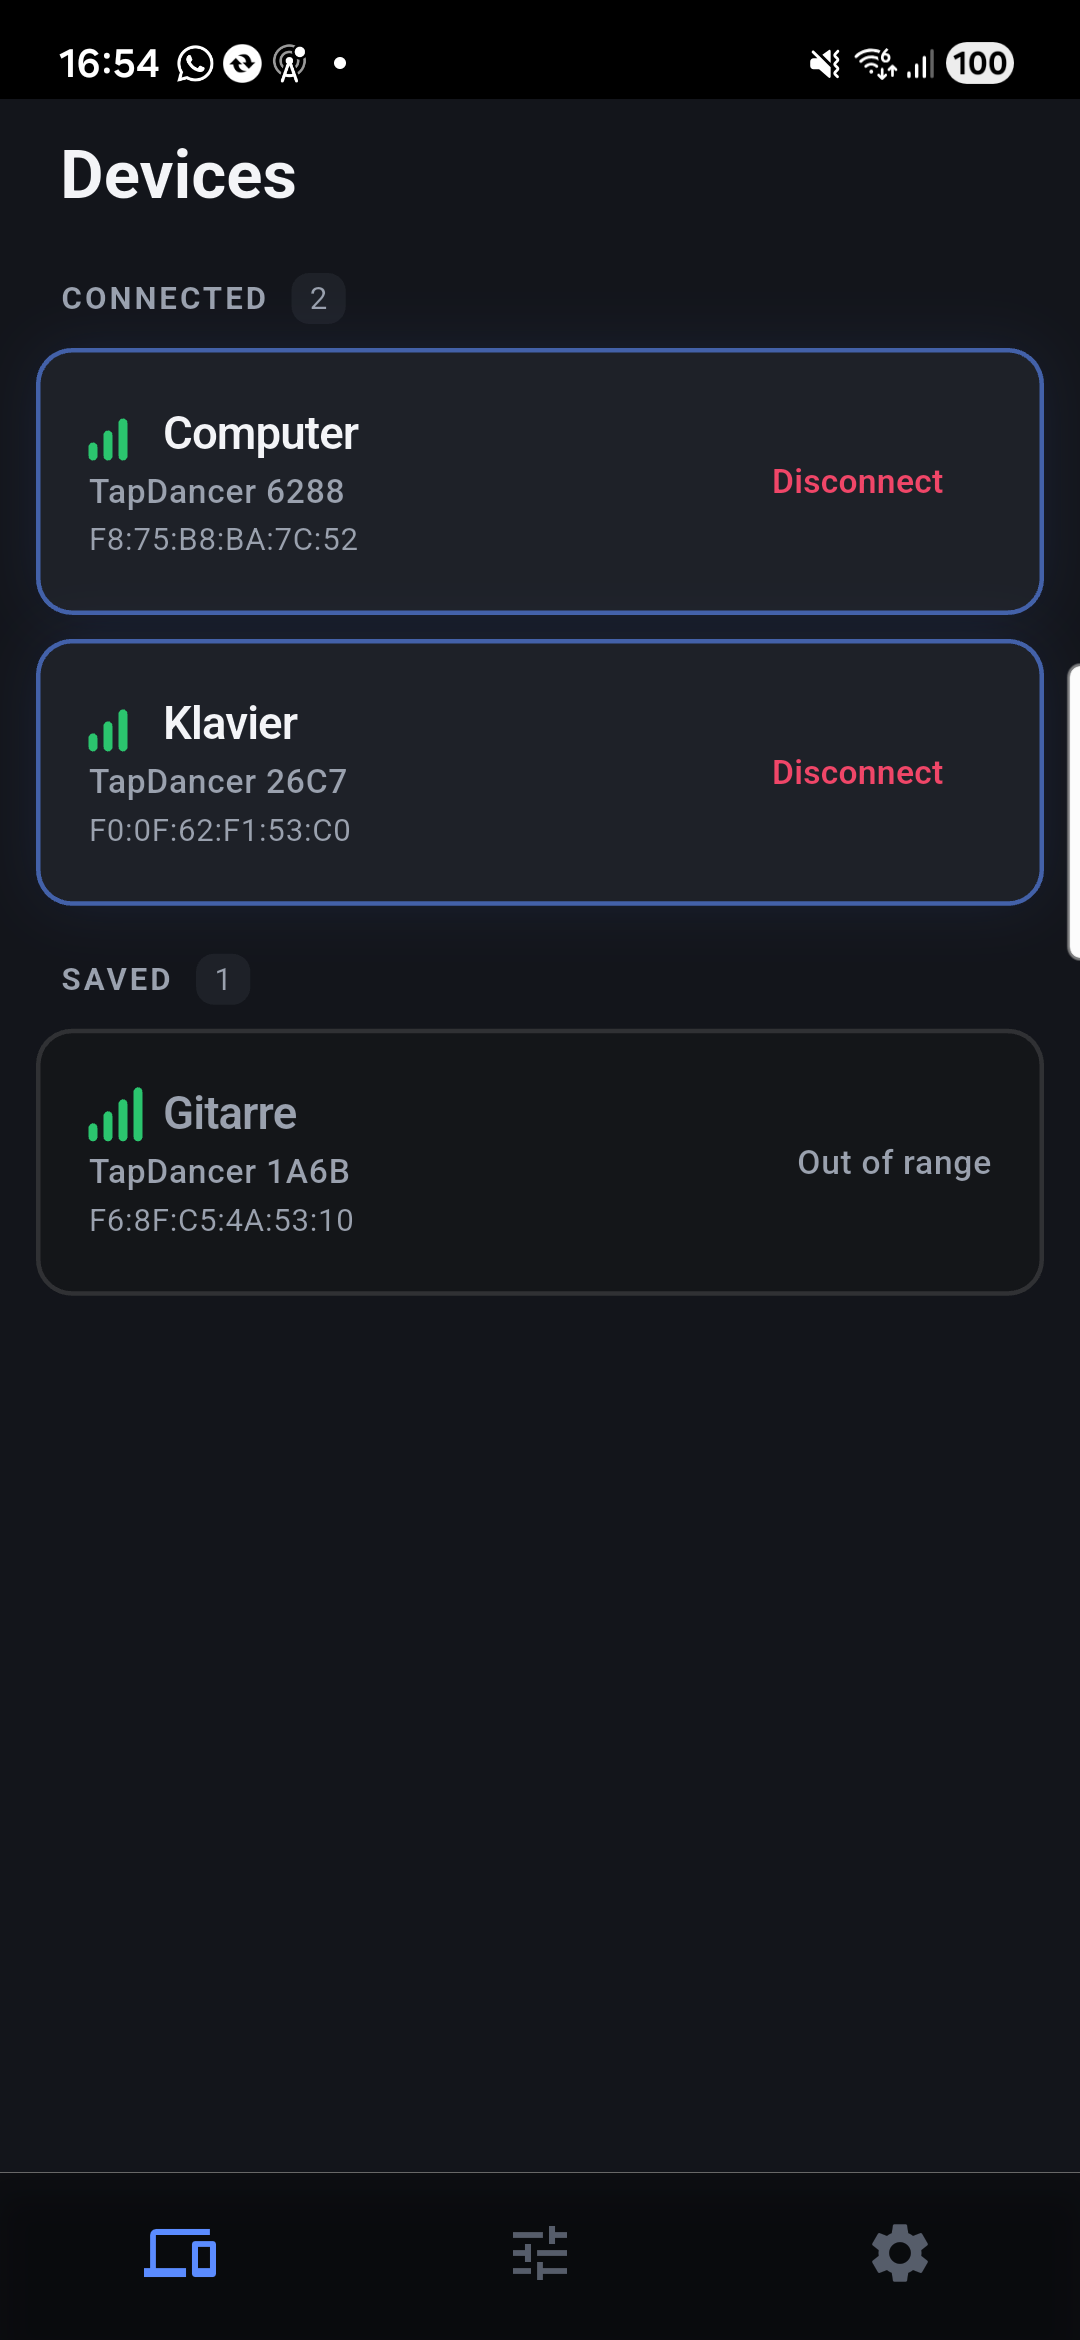 16:54
6
100
Devices
CONNECTED 2
Computer
TapDancer 6288
F8:75:B8:BA:7C:52
Disconnect
Klavier
TapDancer 26C7
F0:0F:62:F1:53:C0
Disconnect
SAVED 1
Gitarre
TapDancer 1A6B
F6:8F:C5:4A:53:10
Out of range